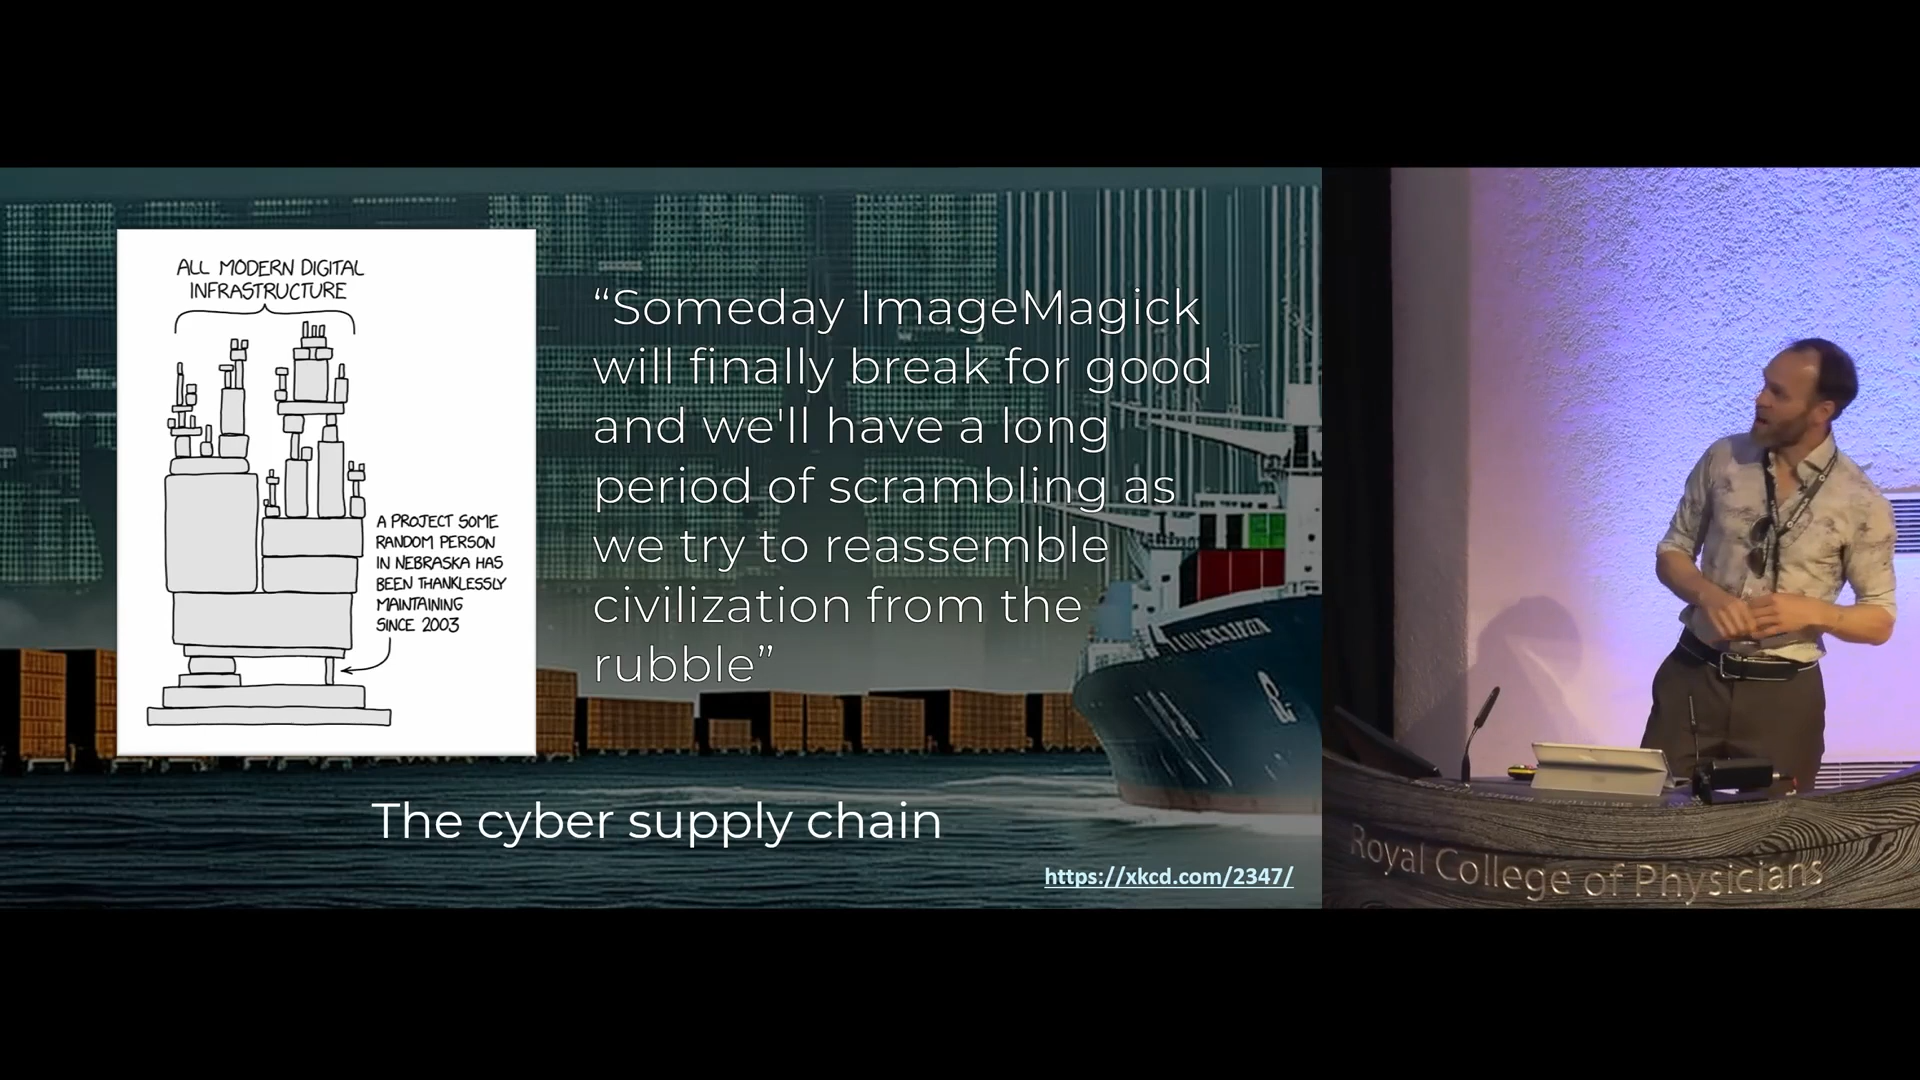 ALL MODERN DIGITAL
INFRASTRUCTURE
A PROJECT SOME
RANDOM PERSON
IN NEBRASKA HAS
BEEN THANKLESSLY
MAINTAINING
SINCE 2003
“Someday ImageMagick
will finally break for good
and we'll have a long
period of scrambling as
we try to reassemble
civilization from the
rubble”
The cyber supply chain
https://xkcd.com/2347/
Royal College of Physicians